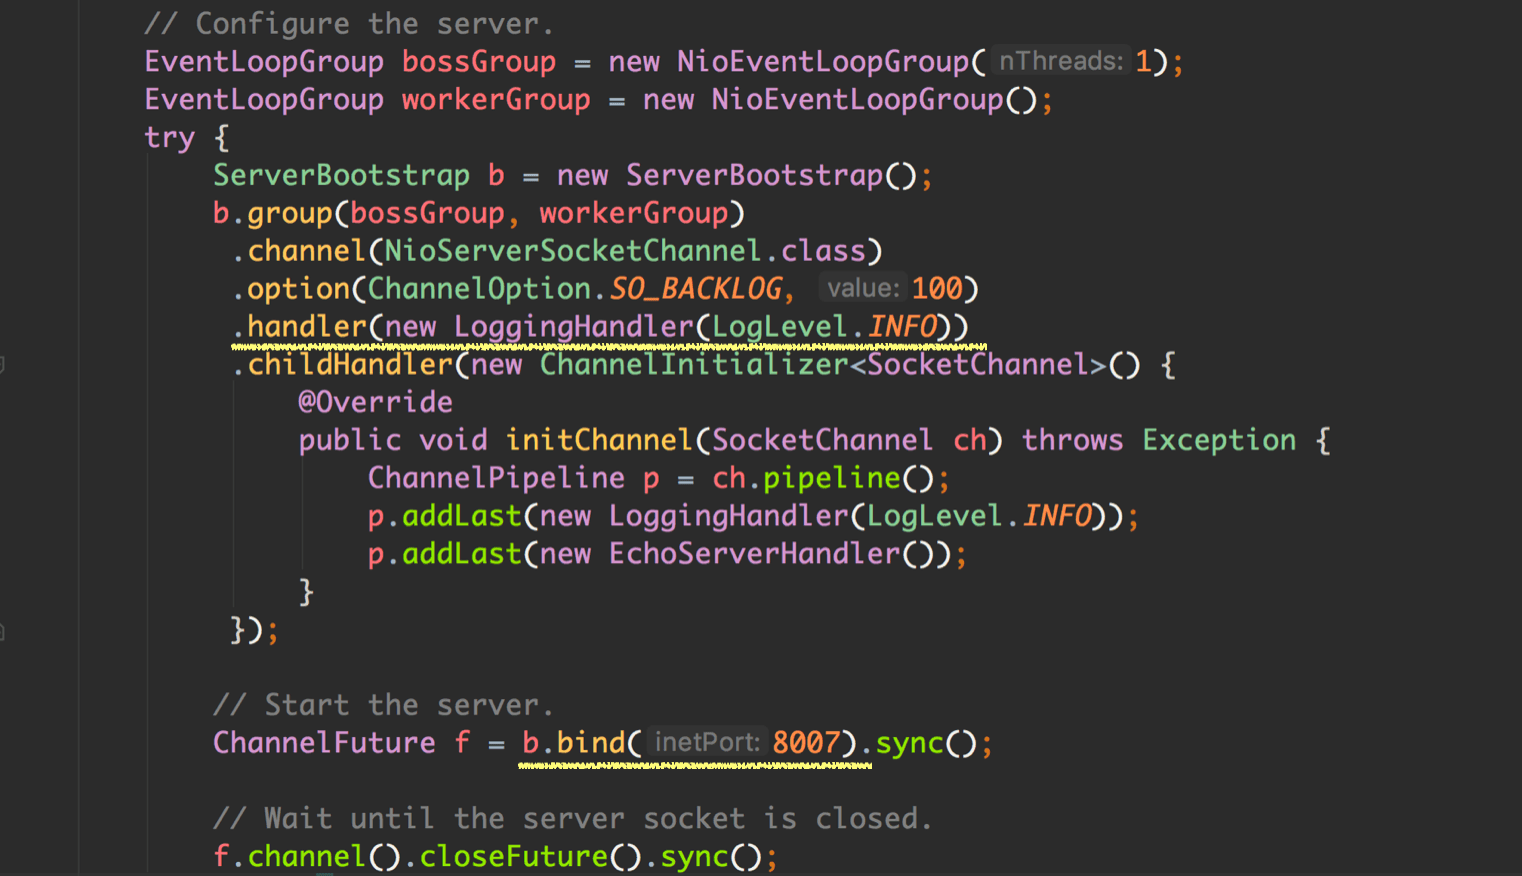 // Configure the server.
EventLoopGroup bossGroup = new NioEventLoopGroup( nThreads: 1);
EventLoopGroup workerGroup = new NioEventLoopGroup();
try {
ServerBootstrap b = new ServerBootstrap();
b.group(bossGroup, workerGroup)
.channel(NioServerSocketChannel.class)
.option(ChannelOption.SO_BACKLOG, value: 100)
.handler(new LoggingHandler(LogLevel.INFO))
.childHandler(new ChannelInitializer<SocketChannel>() {
@Override
public void initChannel(SocketChannel ch) throws Exception {
ChannelPipeline p = ch.pipeline();
p.addLast(new LoggingHandler(LogLevel.INFO));
p.addLast(new EchoServerHandler());
}
});
// Start the server.
ChannelFuture f = b.bind( inetPort: 8007).sync();
// Wait until the server socket is closed.
f.channel().closeFuture().sync();